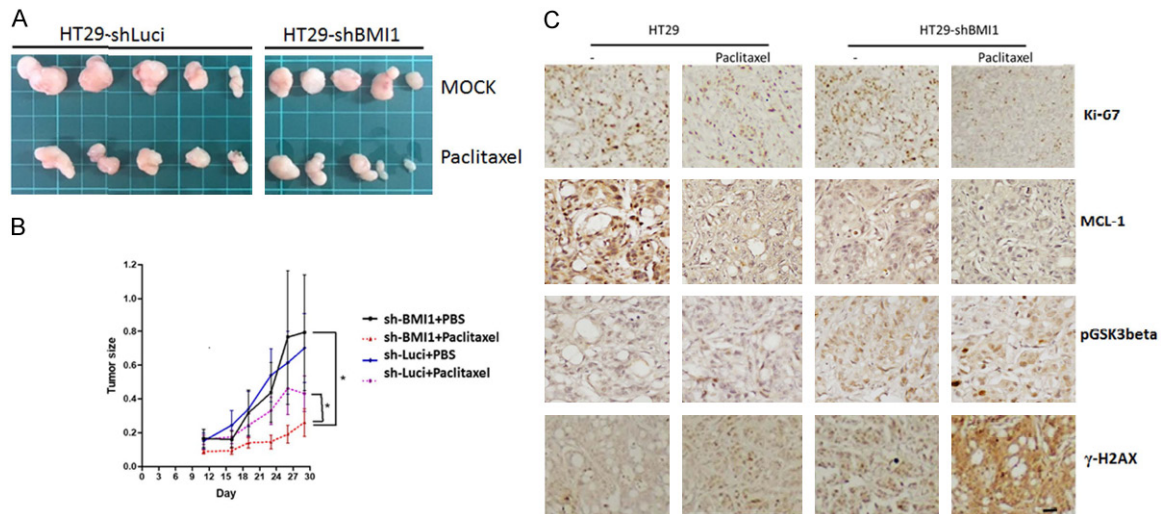 A
HT29-shLuci HT29-shBMI1
MOCK
Paclitaxel
B
Tumor size
1.2
1.0
0.8
0.6
0.4
0.2
0.0
0 3 6 9 12 15 18 21 24 27 30
Day
sh-BMI1+PBS
sh-BMI1+Paclitaxel
sh-Luci+PBS
sh-Luci+Paclitaxel
*
*
C
HT29 HT29-shBMI1
- Paclitaxel - Paclitaxel
Ki-G7
MCL-1
pGSK3beta
γ-H2AX